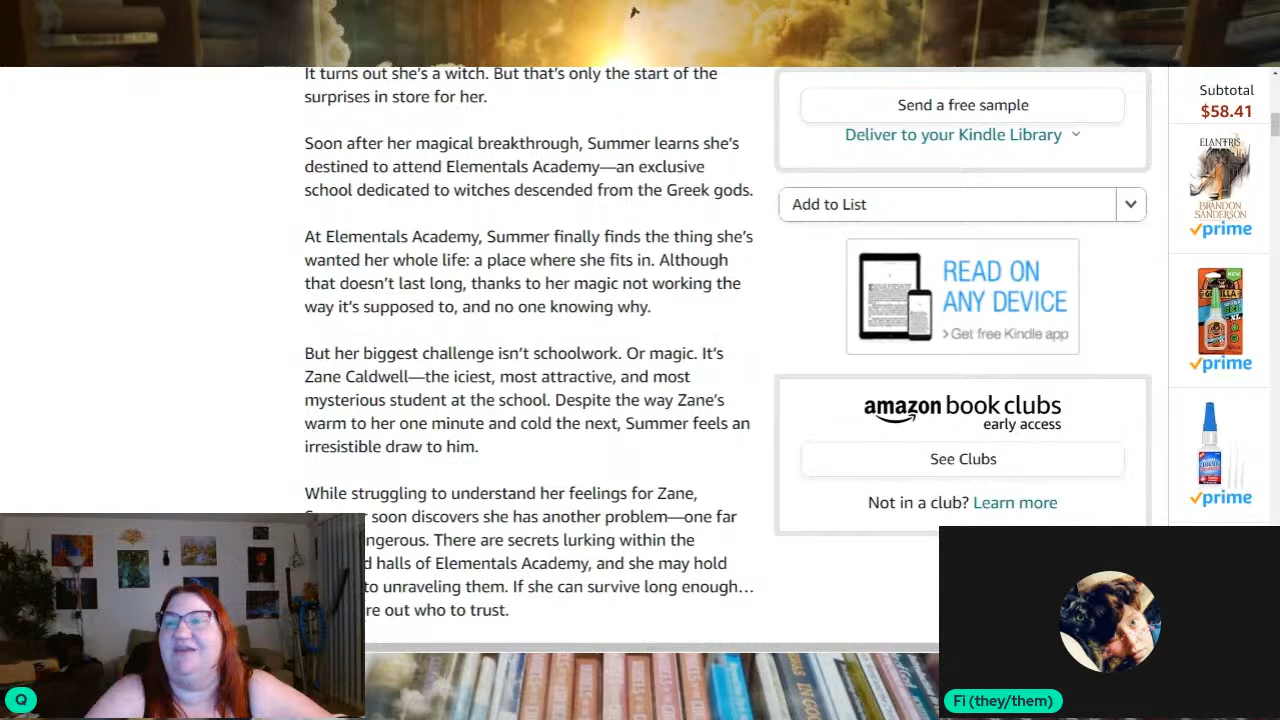 It turns out she's a witch. But that's only the start of the
surprises in store for her.
Soon after her magical breakthrough, Summer learns she's
destined to attend Elementals Academy—an exclusive
school dedicated to witches descended from the Greek gods.
At Elementals Academy, Summer finally finds the thing she's
wanted her whole life: a place where she fits in. Although
that doesn't last long, thanks to her magic not working the
way it's supposed to, and no one knowing why.
But her biggest challenge isn't schoolwork. Or magic. It's
Zane Caldwell—the iciest, most attractive, and most
mysterious student at the school. Despite the way Zane's
warm to her one minute and cold the next, Summer feels an
irresistible draw to him.
While struggling to understand her feelings for Zane,
soon discovers she has another problem—one far
ngerous. There are secrets lurking within the
d halls of Elementals Academy, and she may hold
to unraveling them. If she can survive long enough…
re out who to trust.
Send a free sample
Deliver to your Kindle Library
Add to List
READ ON
ANY DEVICE
>Get free Kindle app
amazon book clubs
early access
See Clubs
Not in a club? Learn more
Subtotal
$58.41
ELANTRIS
BRANDON
SANDERSON
prime
GORILLA
prime
prime
Q
Fi (they/them)